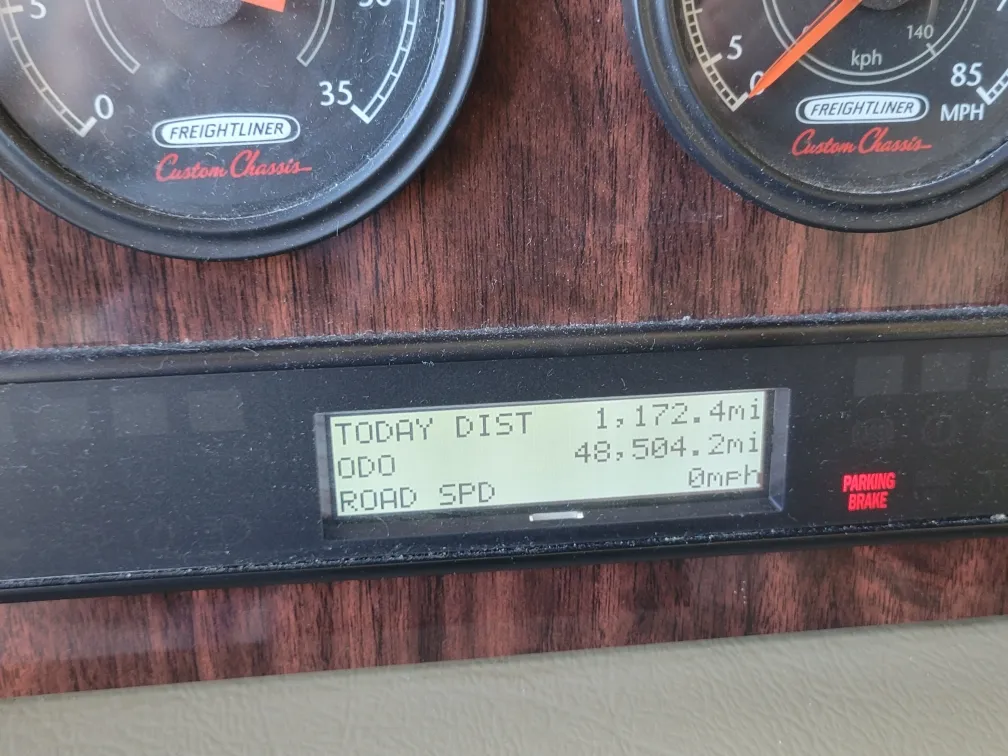 5
0
30
35
FREIGHTLINER
Custom Chassis
5
0
140
kph
85
MPH
FREIGHTLINER
Custom Chassis
TODAY DIST 1,172.4mi
ODO 48,504.2mi
ROAD SPD 0mph
PARKING
BRAKE